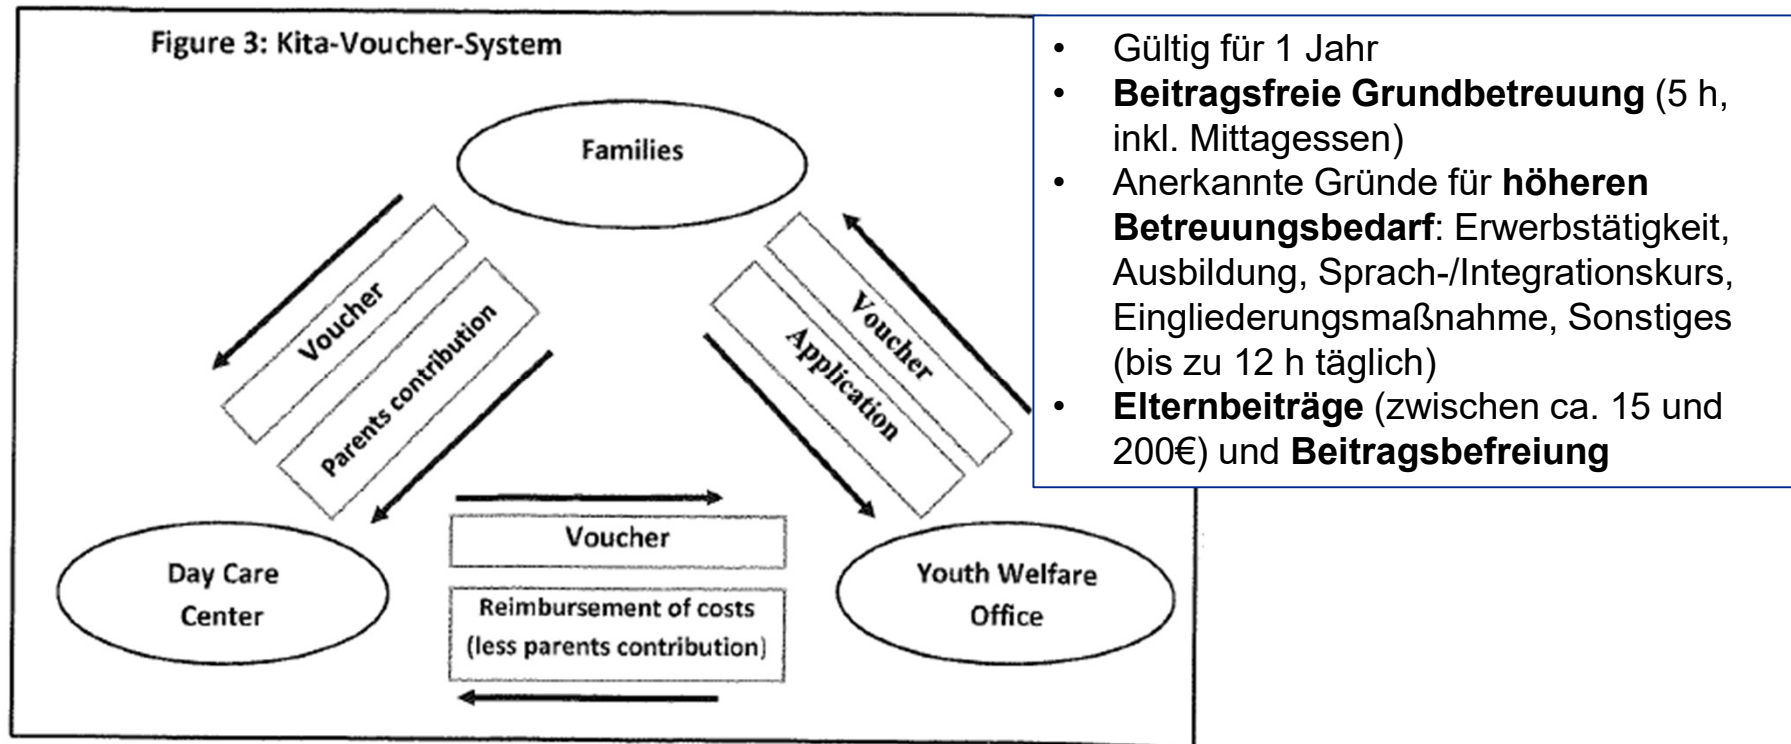 Figure 3: Kita-Voucher-System
Families
Voucher
Parents contribution
Voucher
Application
Voucher
Reimbursement of costs
(less parents contribution)
Day Care
Center
Youth Welfare
Office
• Gültig für 1 Jahr
• Beitragsfreie Grundbetreuung (5 h,
inkl. Mittagessen)
• Anerkannte Gründe für höheren
Betreuungsbedarf: Erwerbstätigkeit,
Ausbildung, Sprach-/Integrationskurs,
Eingliederungsmaßnahme, Sonstiges
(bis zu 12 h täglich)
• Elternbeiträge (zwischen ca. 15 und
200€) und Beitragsbefreiung